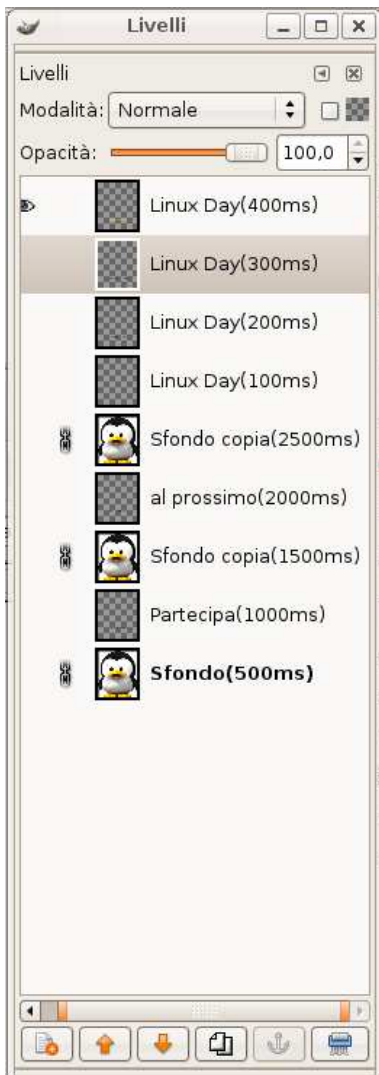 Livelli
Livelli
Modalità: Normale
Opacità: 100,0
Linux Day(400ms)
Linux Day(300ms)
Linux Day(200ms)
Linux Day(100ms)
Sfondo copia(2500ms)
al prossimo(2000ms)
Sfondo copia(1500ms)
Partecipa(1000ms)
Sfondo(500ms)